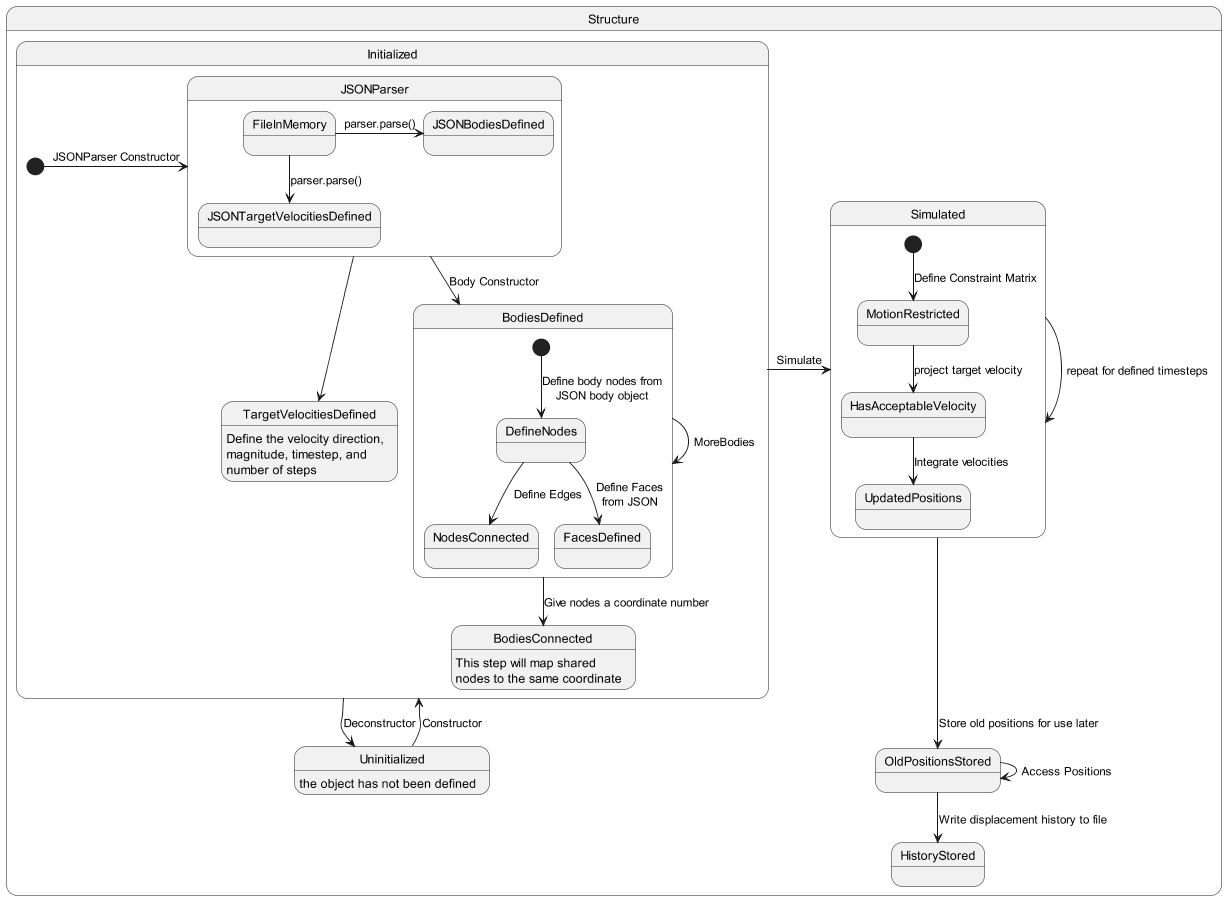 Structure
Initialized
JSONParser
FileInMemory
parser.parse()
JSONBodiesDefined
JSONParser Constructor
parser.parse()
JSONTargetVelocitiesDefined
Body Constructor
BodiesDefined
Define body nodes from
JSON body object
DefineNodes
MoreBodies
Define Edges
Define Faces
from JSON
NodesConnected
FacesDefined
TargetVelocitiesDefined
Define the velocity direction,
magnitude, timestep, and
number of steps
Give nodes a coordinate number
BodiesConnected
This step will map shared
nodes to the same coordinate
Simulate
Simulated
Define Constraint Matrix
MotionRestricted
project target velocity
repeat for defined timesteps
HasAcceptableVelocity
Integrate velocities
UpdatedPositions
Deconstructor
Constructor
Uninitialized
the object has not been defined
Store old positions for use later
OldPositionsStored
Access Positions
Write displacement history to file
HistoryStored